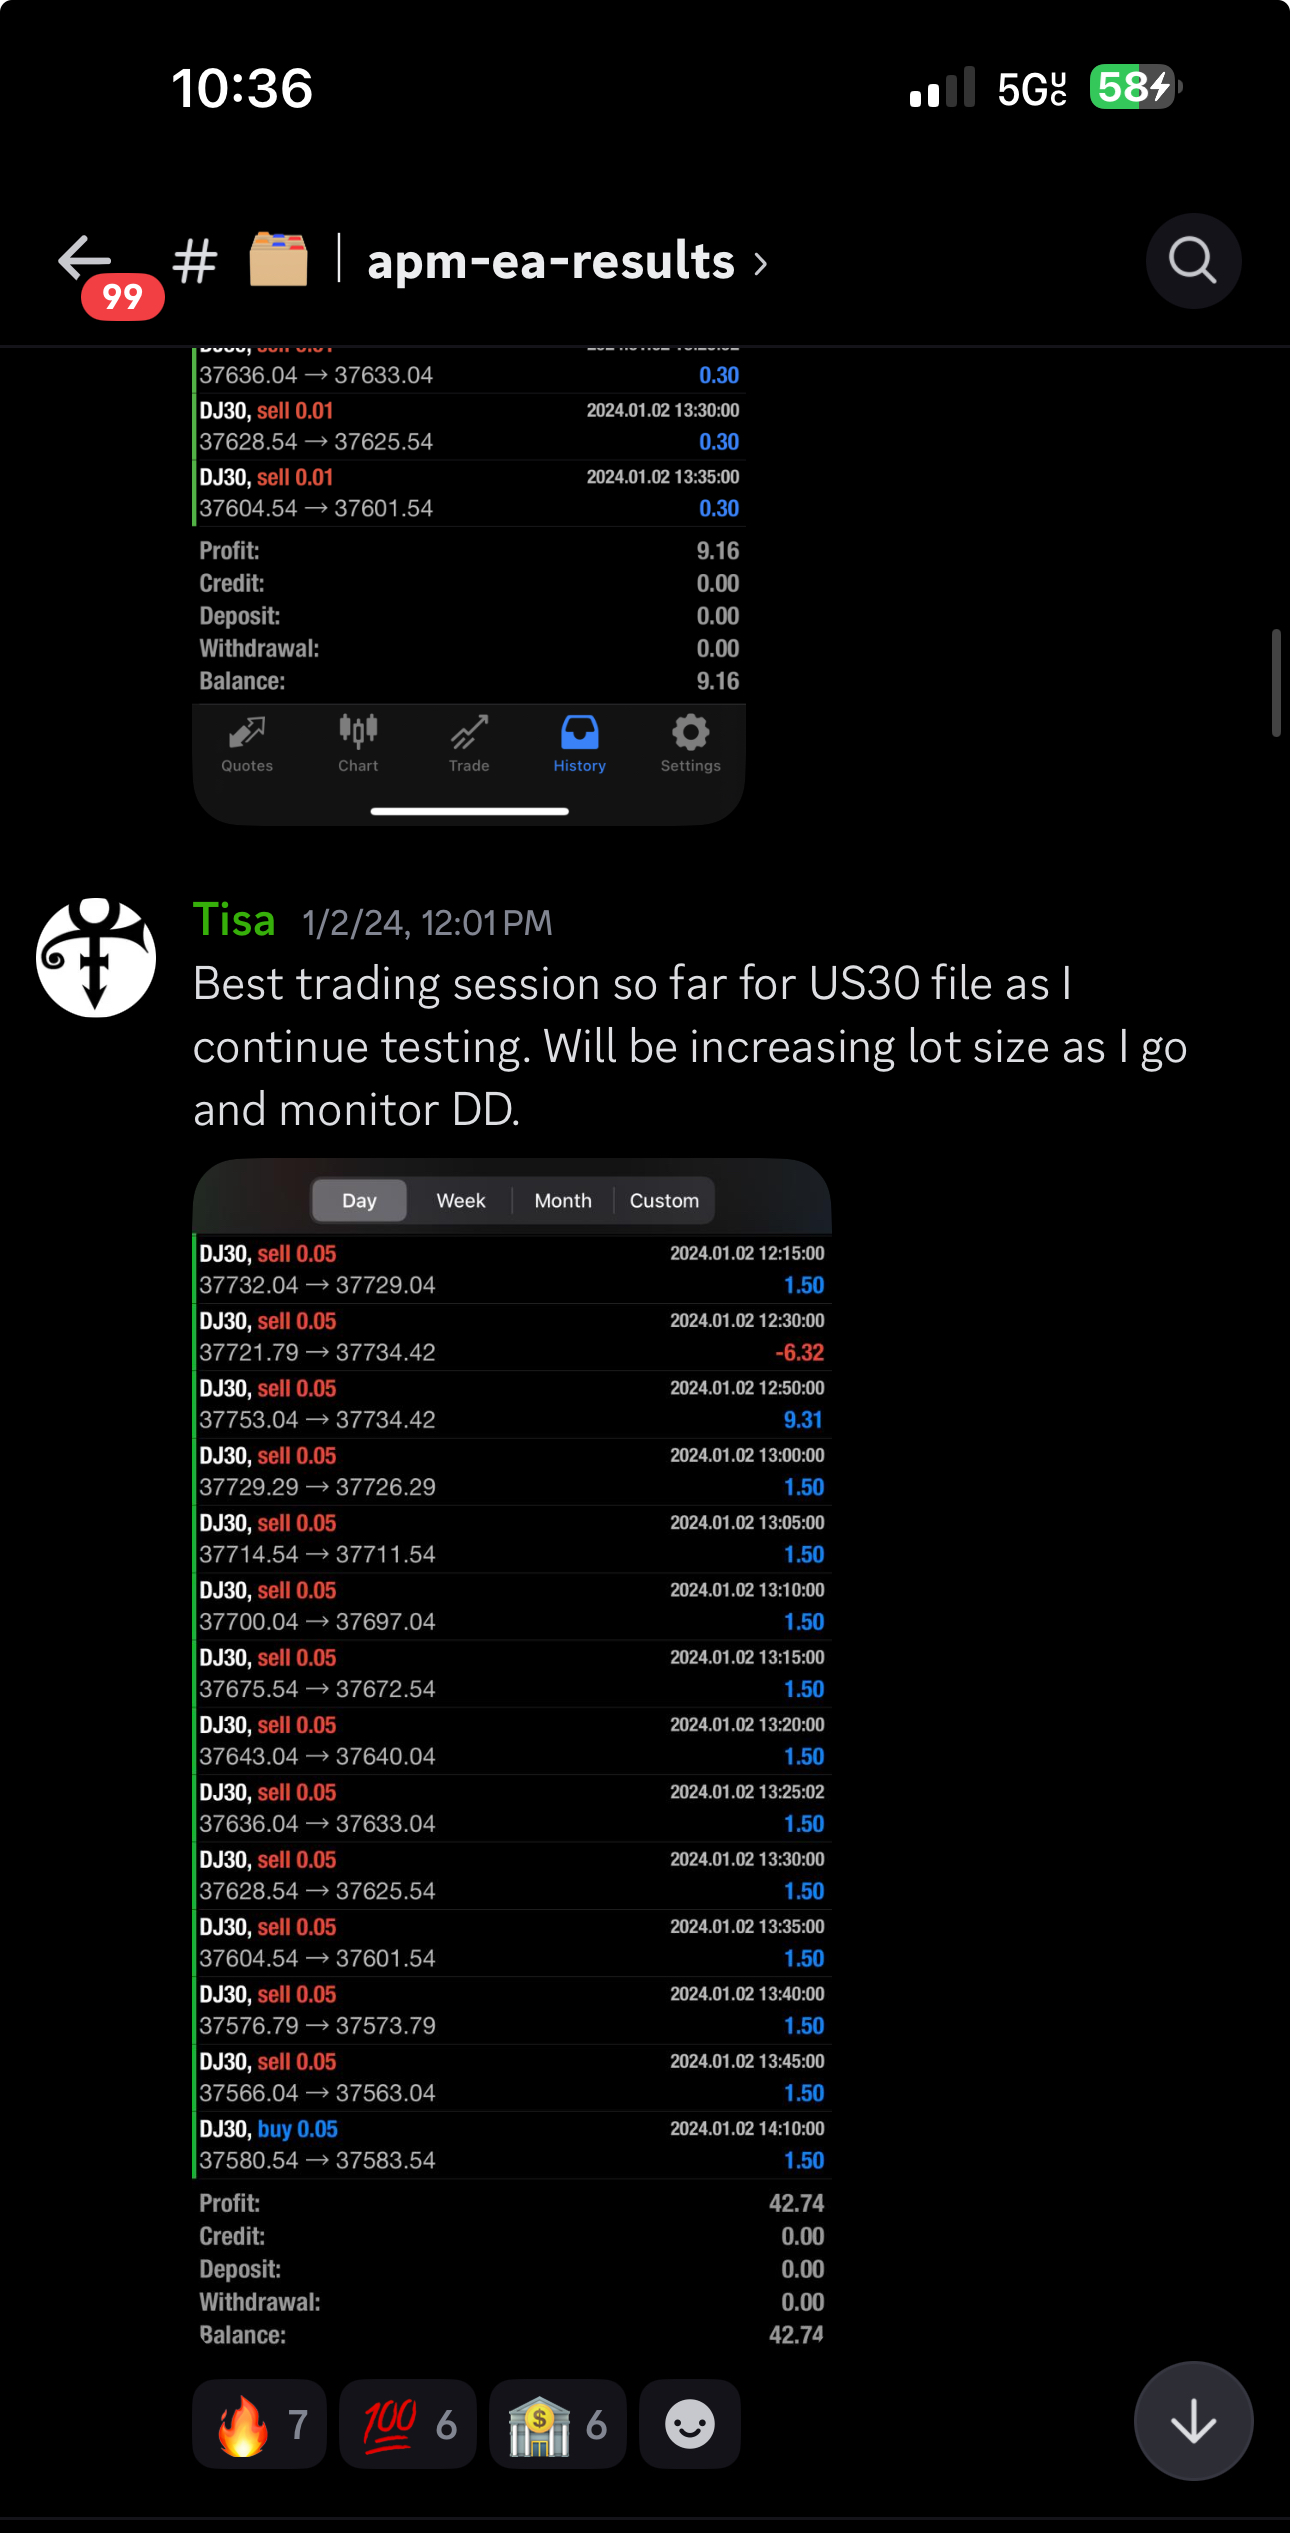 10:36
5GUC 58
99
# | apm-ea-results
37636.04 → 37633.04 0.30
DJ30, sell 0.01 2024.01.02 13:30:00
37628.54 → 37625.54 0.30
DJ30, sell 0.01 2024.01.02 13:35:00
37604.54 → 37601.54 0.30
Profit: 9.16
Credit: 0.00
Deposit: 0.00
Withdrawal: 0.00
Balance: 9.16
Quotes Chart Trade History Settings
Tisa 1/2/24, 12:01 PM
Best trading session so far for US30 file as I
continue testing. Will be increasing lot size as I go
and monitor DD.
Day Week Month Custom
DJ30, sell 0.05 2024.01.02 12:15:00
37732.04 → 37729.04 1.50
DJ30, sell 0.05 2024.01.02 12:30:00
37721.79 → 37734.42 -6.32
DJ30, sell 0.05 2024.01.02 12:50:00
37753.04 → 37734.42 9.31
DJ30, sell 0.05 2024.01.02 13:00:00
37729.29 → 37726.29 1.50
DJ30, sell 0.05 2024.01.02 13:05:00
37714.54 → 37711.54 1.50
DJ30, sell 0.05 2024.01.02 13:10:00
37700.04 → 37697.04 1.50
DJ30, sell 0.05 2024.01.02 13:15:00
37675.54 → 37672.54 1.50
DJ30, sell 0.05 2024.01.02 13:20:00
37643.04 → 37640.04 1.50
DJ30, sell 0.05 2024.01.02 13:25:02
37636.04 → 37633.04 1.50
DJ30, sell 0.05 2024.01.02 13:30:00
37628.54 → 37625.54 1.50
DJ30, sell 0.05 2024.01.02 13:35:00
37604.54 → 37601.54 1.50
DJ30, sell 0.05 2024.01.02 13:40:00
37576.79 → 37573.79 1.50
DJ30, sell 0.05 2024.01.02 13:45:00
37566.04 → 37563.04 1.50
DJ30, buy 0.05 2024.01.02 14:10:00
37580.54 → 37583.54 1.50
Profit: 42.74
Credit: 0.00
Deposit: 0.00
Withdrawal: 0.00
Balance: 42.74
🔥 7 💯 6 🏦 6